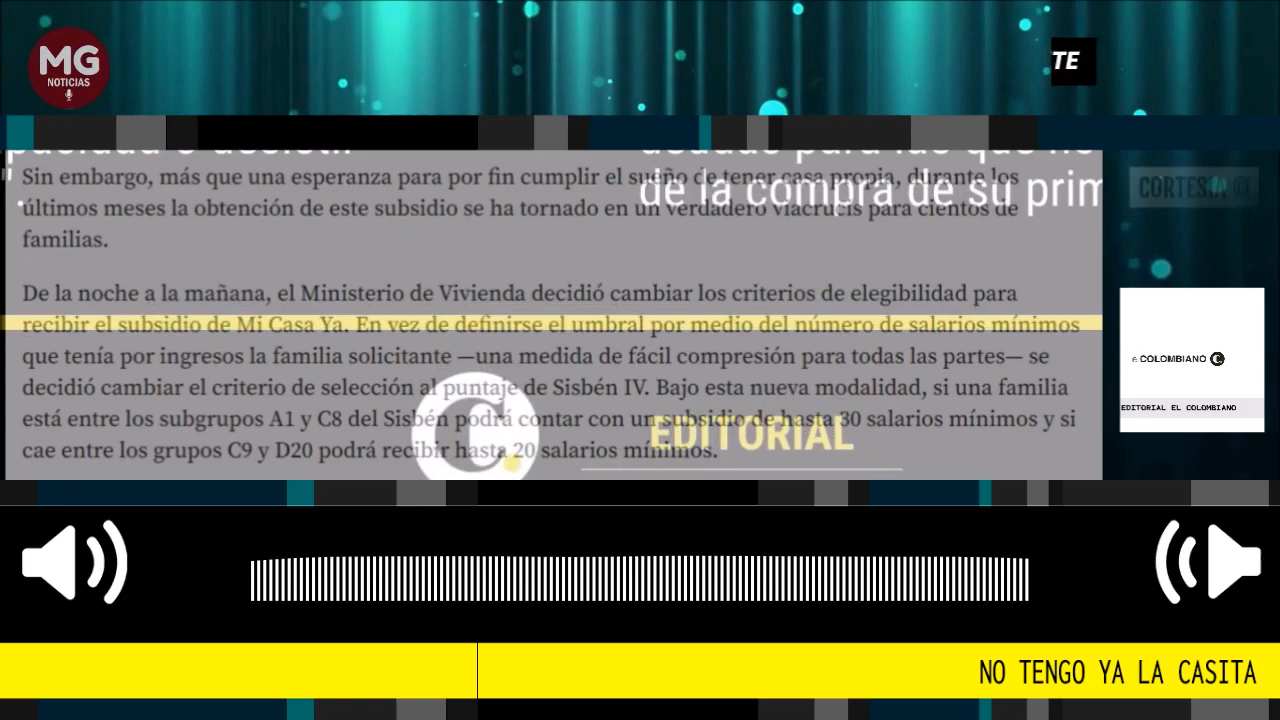 MG
NOTICIAS
TE
de la compra de su prim
Sin embargo, más que una esperanza para por fin cumplir el sueño de tener casa propia, durante los
últimos meses la obtención de este subsidio se ha tornado en un verdadero viacrucis para cientos de
familias.
De la noche a la mañana, el Ministerio de Vivienda decidió cambiar los criterios de elegibilidad para
recibir el subsidio de Mi Casa Ya. En vez de definirse el umbral por medio del número de salarios mínimos
que tenía por ingresos la familia solicitante —una medida de fácil compresión para todas las partes— se
decidió cambiar el criterio de selección al puntaje de Sisbén IV. Bajo esta nueva modalidad, si una familia
está entre los subgrupos A1 y C8 del Sisbén podrá contar con un subsidio de hasta 30 salarios mínimos y si
cae entre los grupos C9 y D20 podrá recibir hasta 20 salarios mínimos.
C
EDITORIAL
CORTESIA
EL COLOMBIANO C
EDITORIAL EL COLOMBIANO
NO TENGO YA LA CASITA